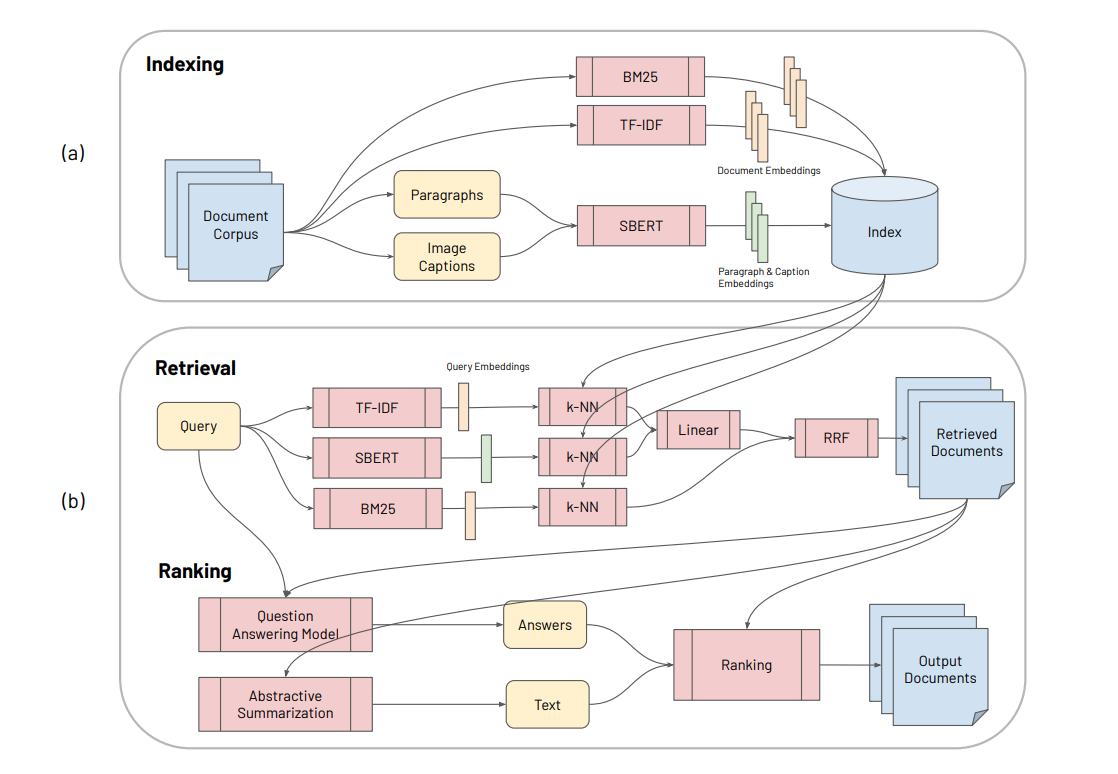 Indexing
(a)
BM25
TF-IDF
Document Embeddings
Document
Corpus
Paragraphs
Image
Captions
SBERT
Paragraph & Caption
Embeddings
Index
(b)
Retrieval
Query Embeddings
Query
TF-IDF
SBERT
BM25
k-NN
k-NN
k-NN
Linear
RRF
Retrieved
Documents
Ranking
Question
Answering Model
Answers
Abstractive
Summarization
Text
Ranking
Output
Documents